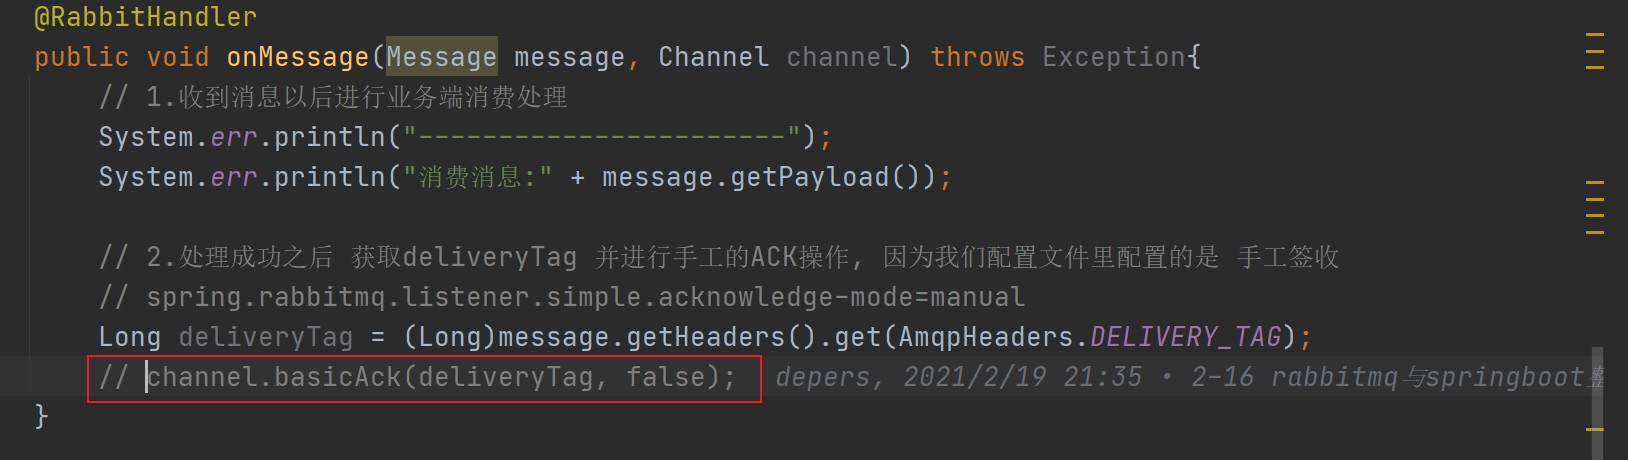 @RabbitHandler
public void onMessage(Message message, Channel channel) throws Exception{
// 1.收到消息以后进行业务端消费处理
System.err.println("-----------------------");
System.err.println("消费消息:" + message.getPayload());
// 2.处理成功之后 获取deliveryTag 并进行手工的ACK操作, 因为我们配置文件里配置的是 手工签收
// spring.rabbitmq.listener.simple.acknowledge-mode=manual
Long deliveryTag = (Long)message.getHeaders().get(AmqpHeaders.DELIVERY_TAG);
// channel.basicAck(deliveryTag, false); depers, 2021/2/19 21:35 • 2-16 rabbitmq与springboot整
}